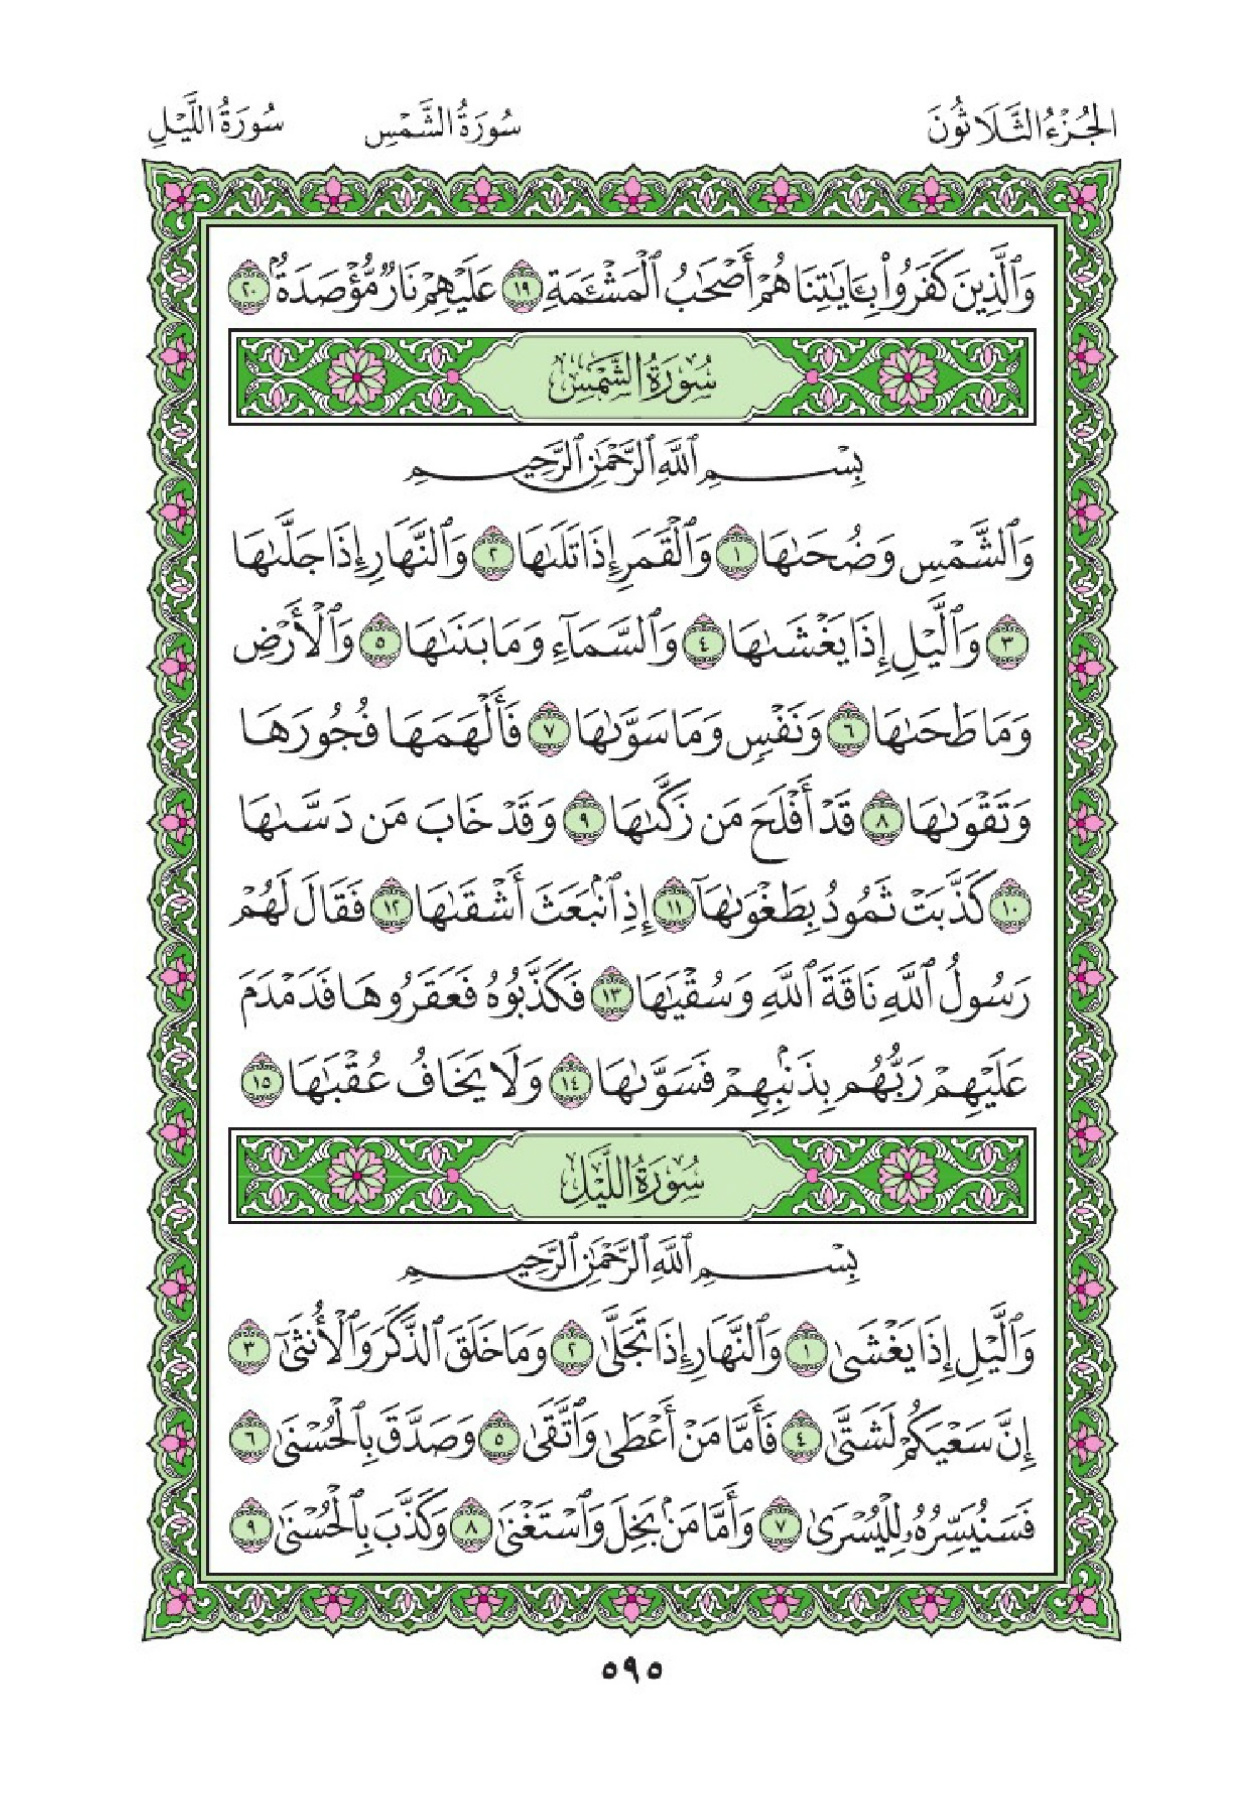 الجُزْءُ الثَّلَاثُونَ سُورَةُ الشَّمْسِ سُورَةُ اللَّيْلِ
وَٱلَّذِينَ كَفَرُوا۟ بِـَٔايَـٰتِنَا هُمْ أَصْحَـٰبُ ٱلْمَشْـَٔمَةِ ١٩ عَلَيْهِمْ نَارٌ مُّؤْصَدَةٌۢ ٢٠
سُورَةُ الشَّمْسِ
بِسْمِ ٱللَّهِ ٱلرَّحْمَـٰنِ ٱلرَّحِيمِ
وَٱلشَّمْسِ وَضُحَىٰهَا ١ وَٱلْقَمَرِ إِذَا تَلَىٰهَا ٢ وَٱلنَّهَارِ إِذَا جَلَّىٰهَا
٣ وَٱلَّيْلِ إِذَا يَغْشَىٰهَا ٤ وَٱلسَّمَآءِ وَمَا بَنَىٰهَا ٥ وَٱلْأَرْضِ
وَمَا طَحَىٰهَا ٦ وَنَفْسٍ وَمَا سَوَّىٰهَا ٧ فَأَلْهَمَهَا فُجُورَهَا
وَتَقْوَىٰهَا ٨ قَدْ أَفْلَحَ مَن زَكَّىٰهَا ٩ وَقَدْ خَابَ مَن دَسَّىٰهَا
١٠ كَذَّبَتْ ثَمُودُ بِطَغْوَىٰهَآ ١١ إِذِ ٱنۢبَعَثَ أَشْقَىٰهَا ١٢ فَقَالَ لَهُمْ
رَسُولُ ٱللَّهِ نَاقَةَ ٱللَّهِ وَسُقْيَـٰهَا ١٣ فَكَذَّبُوهُ فَعَقَرُوهَا فَدَمْدَمَ
عَلَيْهِمْ رَبُّهُم بِذَنۢبِهِمْ فَسَوَّىٰهَا ١٤ وَلَا يَخَافُ عُقْبَـٰهَا ١٥
سُورَةُ اللَّيْلِ
بِسْمِ ٱللَّهِ ٱلرَّحْمَـٰنِ ٱلرَّحِيمِ
وَٱلَّيْلِ إِذَا يَغْشَىٰ ١ وَٱلنَّهَارِ إِذَا تَجَلَّىٰ ٢ وَمَا خَلَقَ ٱلذَّكَرَ وَٱلْأُنثَىٰٓ ٣
إِنَّ سَعْيَكُمْ لَشَتَّىٰ ٤ فَأَمَّا مَنْ أَعْطَىٰ وَٱتَّقَىٰ ٥ وَصَدَّقَ بِٱلْحُسْنَىٰ ٦
فَسَنُيَسِّرُهُۥ لِلْيُسْرَىٰ ٧ وَأَمَّا مَنۢ بَخِلَ وَٱسْتَغْنَىٰ ٨ وَكَذَّبَ بِٱلْحُسْنَىٰ ٩
٥٩٥